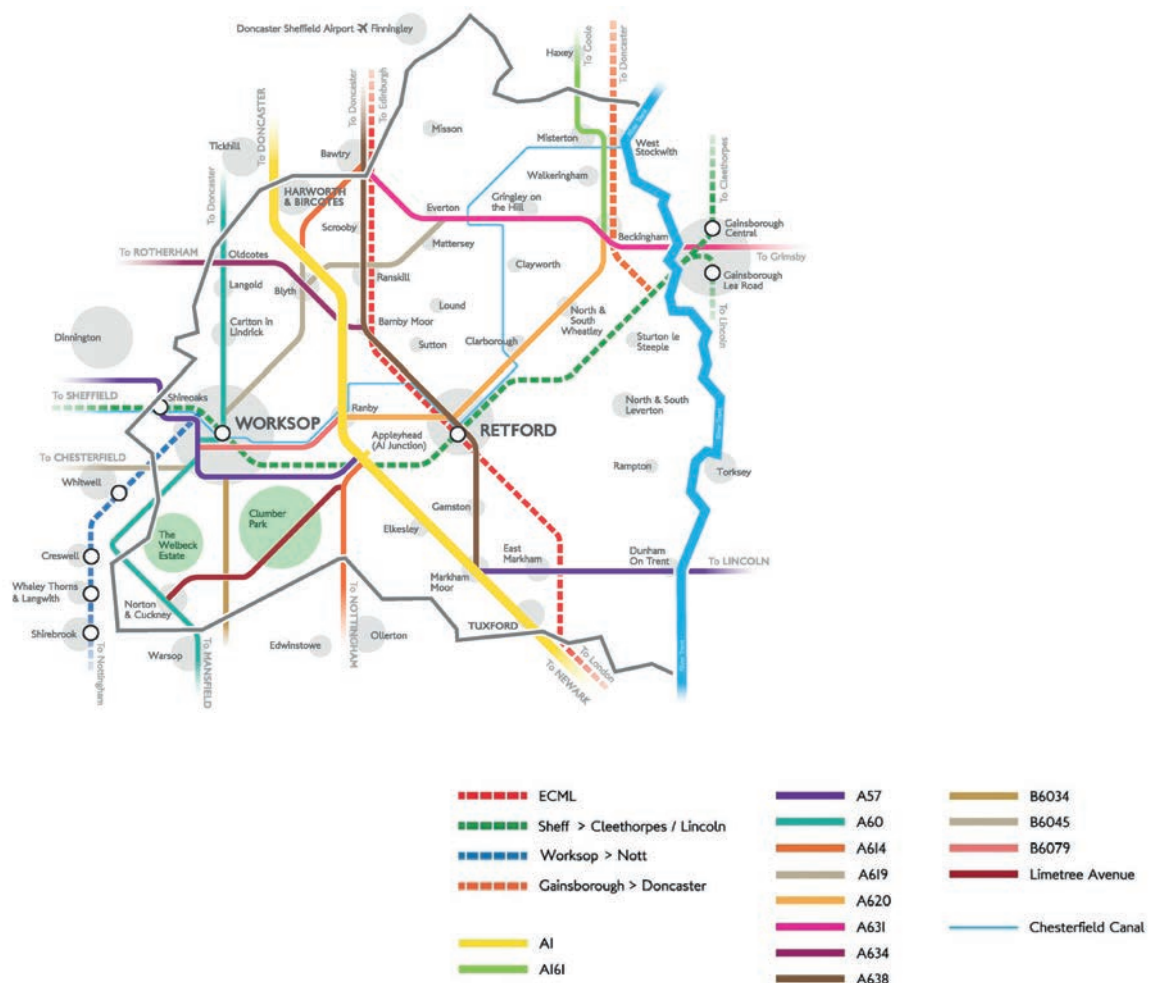 Doncaster Sheffield Airport Finningley
Haxey
To Goole
To Doncaster
To DONCASTER
To Doncaster
To Edinburgh
Misson
Misterton
River Trent
West
Stockwith
Tickhill
Bawtry
To Doncaster
Walkeringham
To Cleethorpes
HARWORTH
& BIRCOTES
Gringley on
the Hill
Everton
Scrooby
Beckingham
Gainsborough
Central
Mattersey
To ROTHERHAM
Oldcotes
To Grimsby
Clayworth
Ranskill
Gainsborough
Lea Road
Langold
Blyth
Lound
North &
South
Wheatley
To Lincoln
Carlton in
Lindrick
Barnby Moor
Dinnington
Sutton
Clarborough
Sturton le
Steeple
To SHEFFIELD
Shireoaks
Ranby
North & South
Leverton
WORKSOP
RETFORD
River Trent
Appleyhead
(A1 Junction)
To CHESTERFIELD
Rampton
Torksey
Whitwell
Gamston
Clumber
Park
Elkesley
The
Welbeck
Estate
East
Markham
Dunham
On Trent
To LINCOLN
Creswell
Markham
Moor
Whaley Thorns
& Langwith
Norton
& Cuckney
To NOTTINGHAM
TUXFORD
Shirebrook
Edwinstowe
Ollerton
Warsop
To Nottingham
To MANSFIELD
To London
To NEWARK
River Trent
ECML
Sheff > Cleethorpes / Lincoln
Worksop > Nott
Gainsborough > Doncaster
A1
A161
A57
A60
A614
A619
A620
A631
A634
A638
B6034
B6045
B6079
Limetree Avenue
Chesterfield Canal